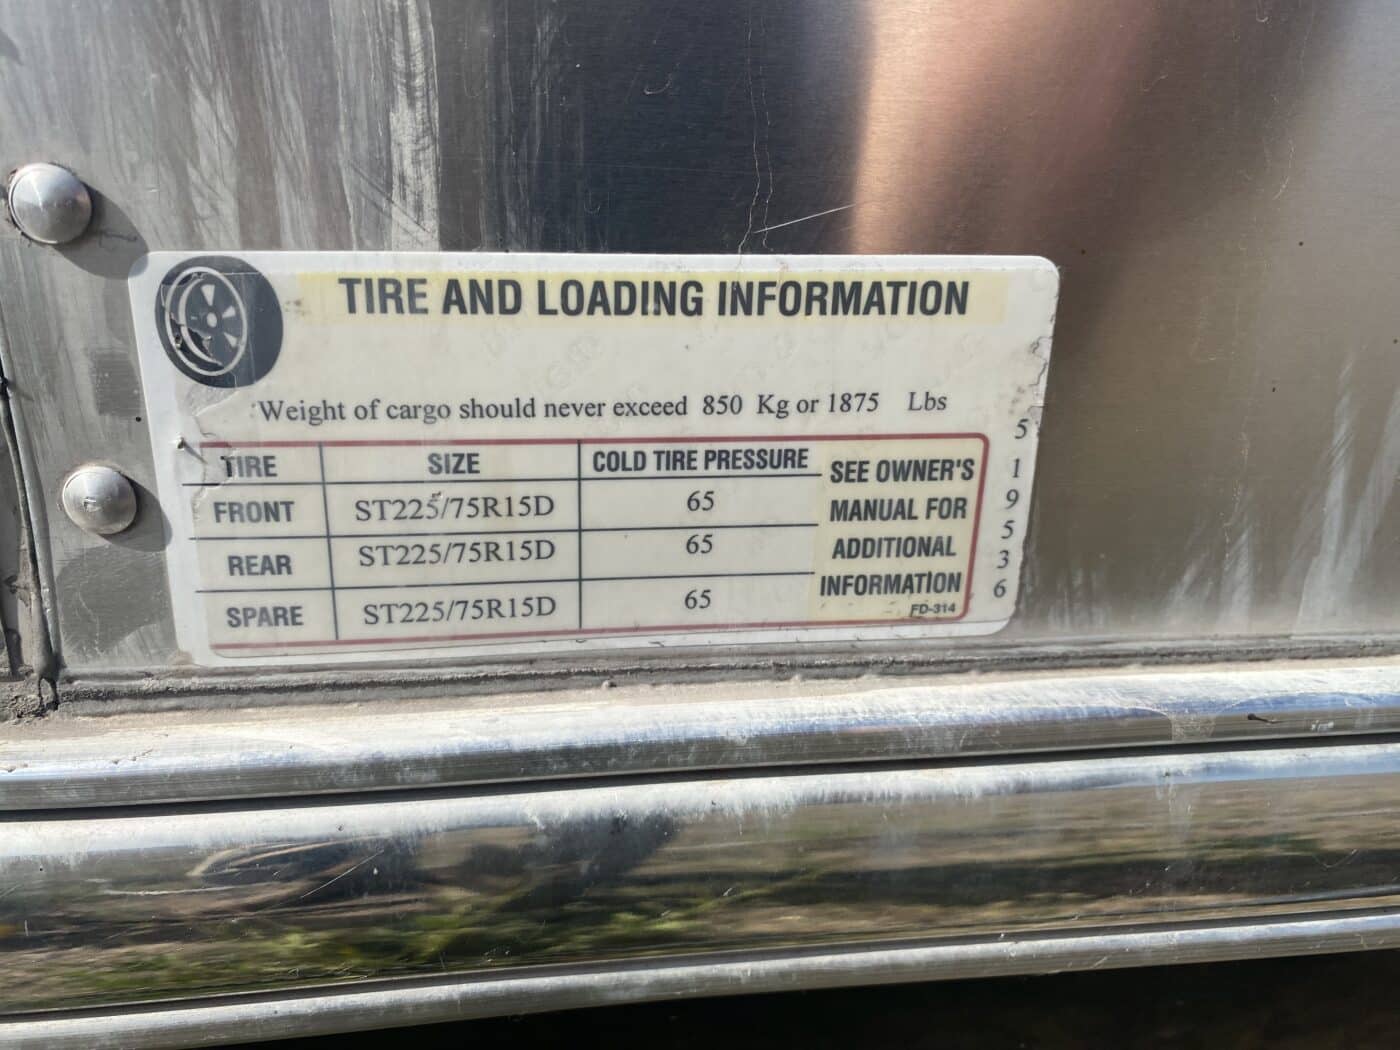 TIRE AND LOADING INFORMATION
Weight of cargo should never exceed 850 Kg or 1875 Lbs
TIRE SIZE COLD TIRE PRESSURE
FRONT ST225/75R15D 65
REAR ST225/75R15D 65
SPARE ST225/75R15D 65
SEE OWNER'S
MANUAL FOR
ADDITIONAL
INFORMATION
FD-314
5
1
9
5
3
6